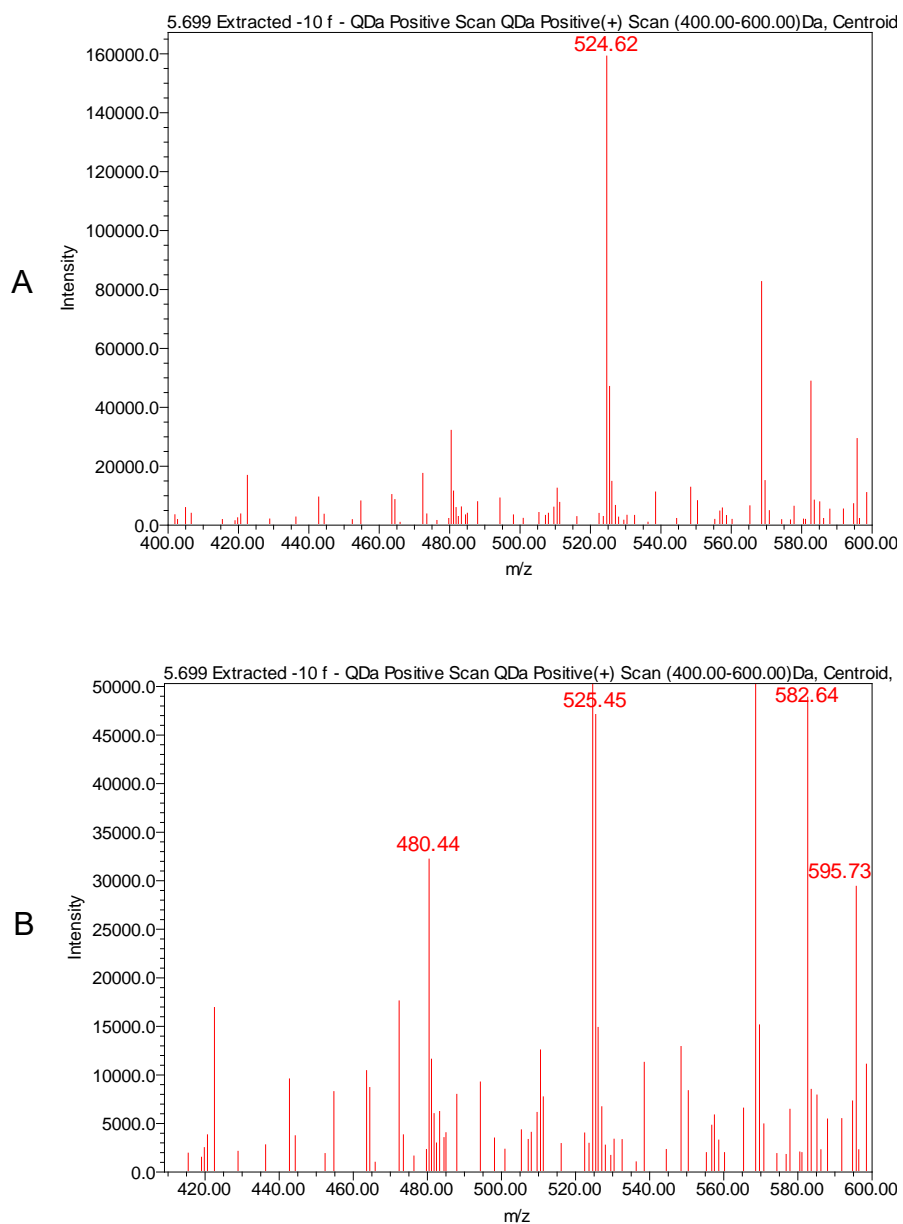 5.699 Extracted -10 f - QDa Positive Scan QDa Positive(+) Scan (400.00-600.00)Da, Centroid,
524.62
160000.0
140000.0
120000.0
100000.0
80000.0
60000.0
40000.0
20000.0
0.0
Intensity
A
400.00 420.00 440.00 460.00 480.00 500.00 520.00 540.00 560.00 580.00 600.00
m/z
5.699 Extracted -10 f - QDa Positive Scan QDa Positive(+) Scan (400.00-600.00)Da, Centroid,
525.45 582.64
480.44
595.73
50000.0
45000.0
40000.0
35000.0
30000.0
25000.0
20000.0
15000.0
10000.0
5000.0
0.0
Intensity
B
420.00 440.00 460.00 480.00 500.00 520.00 540.00 560.00 580.00 600.00
m/z